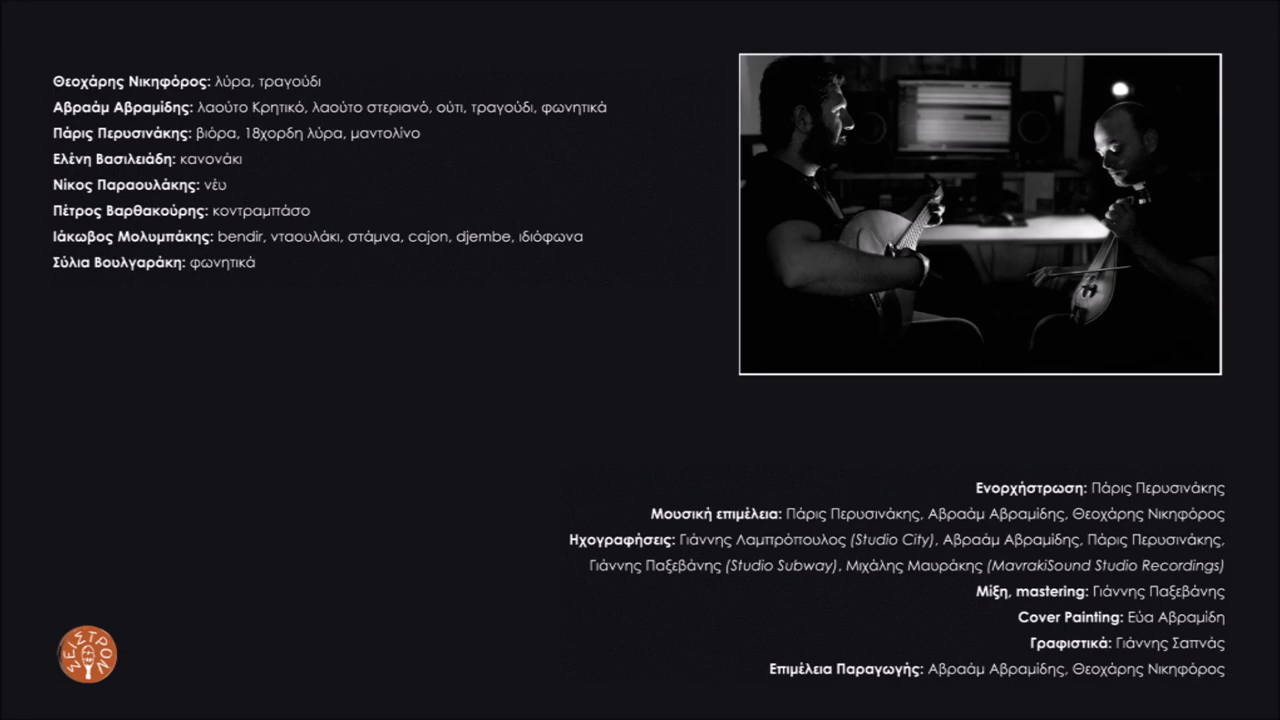 Θεοχάρης Νικηφόρος: λύρα, τραγούδι
Αβραάμ Αβραμίδης: λαούτο Κρητικό, λαούτο στεριανό, ούτι, τραγούδι, φωνητικά
Πάρις Περυσινάκης: βιόρα, 18χορδη λύρα, μαντολίνο
Ελένη Βασιλειάδη: κανονάκι
Νίκος Παραουλάκης: νέυ
Πέτρος Βαρθακούρης: κοντραμπάσο
Ιάκωβος Μολυμπάκης: bendir, νταουλάκι, στάμνα, cajon, djembe, ιδιόφωνα
Σύλια Βουλγαράκη: φωνητικά
Ενορχήστρωση: Πάρις Περυσινάκης
Μουσική επιμέλεια: Πάρις Περυσινάκης, Αβραάμ Αβραμίδης, Θεοχάρης Νικηφόρος
Ηχογραφήσεις: Γιάννης Λαμπρόπουλος (Studio City), Αβραάμ Αβραμίδης, Πάρις Περυσινάκης,
Γιάννης Παξεβάνης (Studio Subway), Μιχάλης Μαυράκης (MavrakiSound Studio Recordings)
Μίξη, mastering: Γιάννης Παξεβάνης
Cover Painting: Εύα Αβραμίδη
Γραφιστικά: Γιάννης Σαπνάς
Επιμέλεια Παραγωγής: Αβραάμ Αβραμίδης, Θεοχάρης Νικηφόρος
ΣΕΙΣΤΡΟΝ